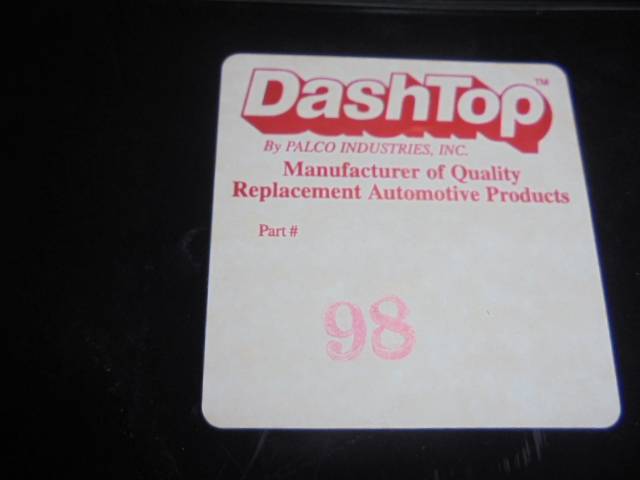 DashTop™
By PALCO INDUSTRIES, INC.
Manufacturer of Quality
Replacement Automotive Products
Part #
98